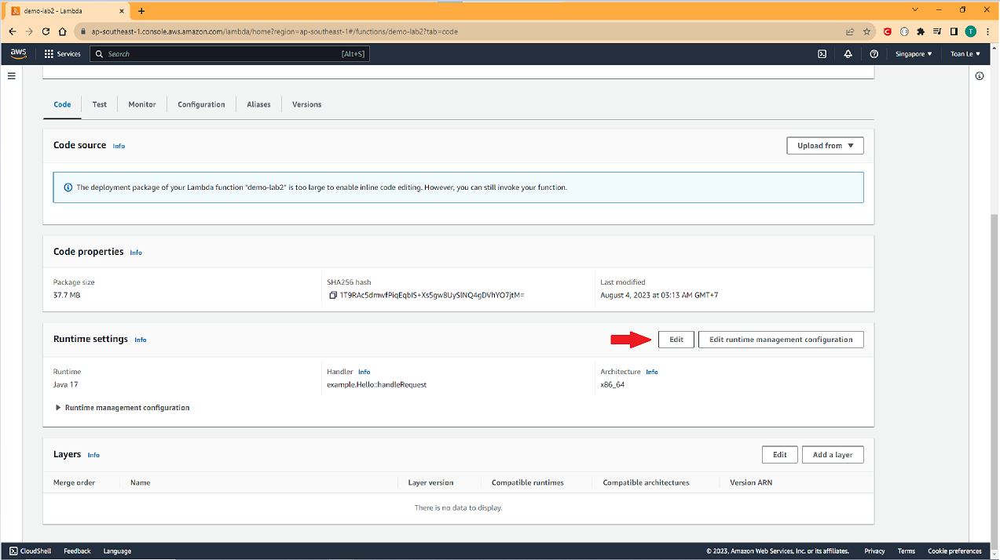 demo-lab2 - Lambda
ap-southeast-1.console.aws.amazon.com/lambda/home?region=ap-southeast-1#/functions/demo-lab2?tab=code
T
aws Services Search [Alt+S] Singapore Toan Le
Code Test Monitor Configuration Aliases Versions
Code source Info Upload from
The deployment package of your Lambda function "demo-lab2" is too large to enable inline code editing. However, you can still invoke your function.
Code properties Info
Package size SHA256 hash Last modified
37.7 MB August 4, 2023 at 03:13 AM GMT+7
Runtime settings Info Edit Edit runtime management configuration
Runtime Handler Info Architecture Info
Java 17 example.Hello::handleRequest x86_64
Runtime management configuration
Layers Info Edit Add a layer
Merge order Name Layer version Compatible runtimes Compatible architectures Version ARN
There is no data to display.
CloudShell Feedback Language © 2023, Amazon Web Services, Inc. or its affiliates. Privacy Terms Cookie preferences